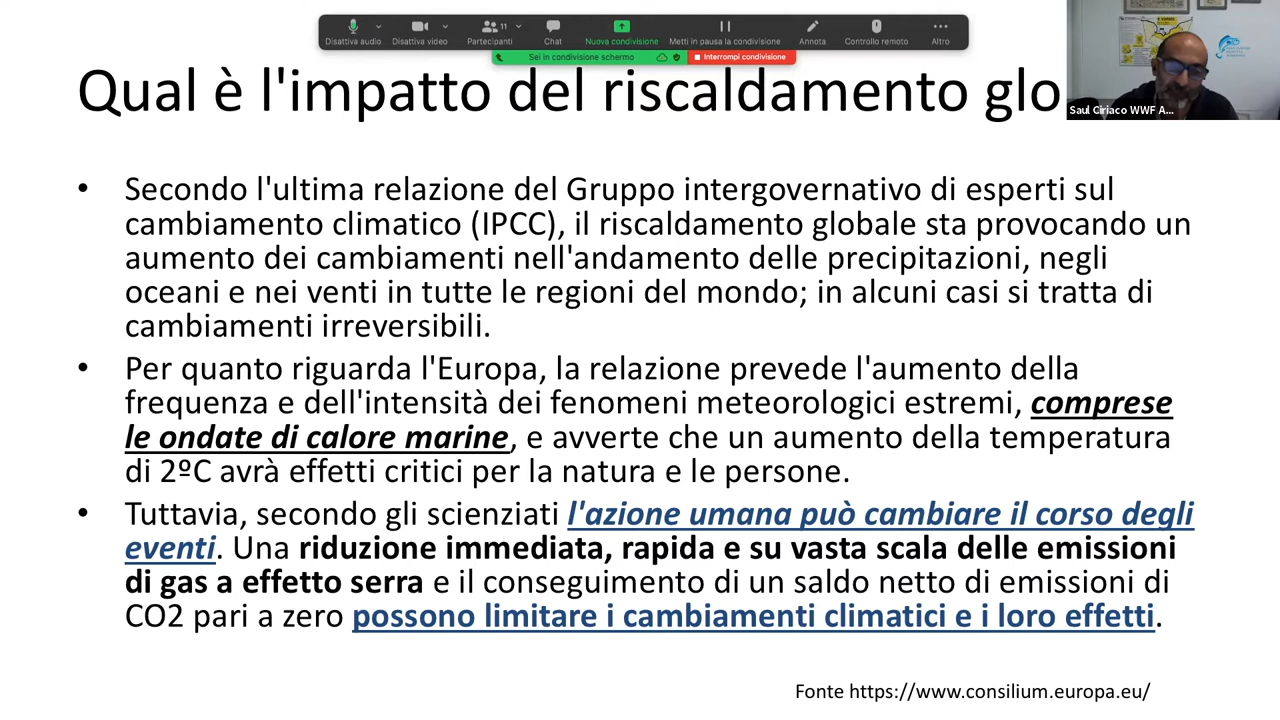 Disattiva audio
Disattiva video
Partecipanti
11
Chat
Nuova condivisione
Metti in pausa la condivisione
Annota
Controllo remoto
Altro
Sei in condivisione schermo
Interrompi condivisione
Saul Ciriaco WWF A...
Qual è l'impatto del riscaldamento glo
• Secondo l'ultima relazione del Gruppo intergovernativo di esperti sul
cambiamento climatico (IPCC), il riscaldamento globale sta provocando un
aumento dei cambiamenti nell'andamento delle precipitazioni, negli
oceani e nei venti in tutte le regioni del mondo; in alcuni casi si tratta di
cambiamenti irreversibili.
• Per quanto riguarda l'Europa, la relazione prevede l'aumento della
frequenza e dell'intensità dei fenomeni meteorologici estremi, comprese
le ondate di calore marine, e avverte che un aumento della temperatura
di 2ºC avrà effetti critici per la natura e le persone.
• Tuttavia, secondo gli scienziati l'azione umana può cambiare il corso degli
eventi. Una riduzione immediata, rapida e su vasta scala delle emissioni
di gas a effetto serra e il conseguimento di un saldo netto di emissioni di
CO2 pari a zero possono limitare i cambiamenti climatici e i loro effetti.
Fonte https://www.consilium.europa.eu/